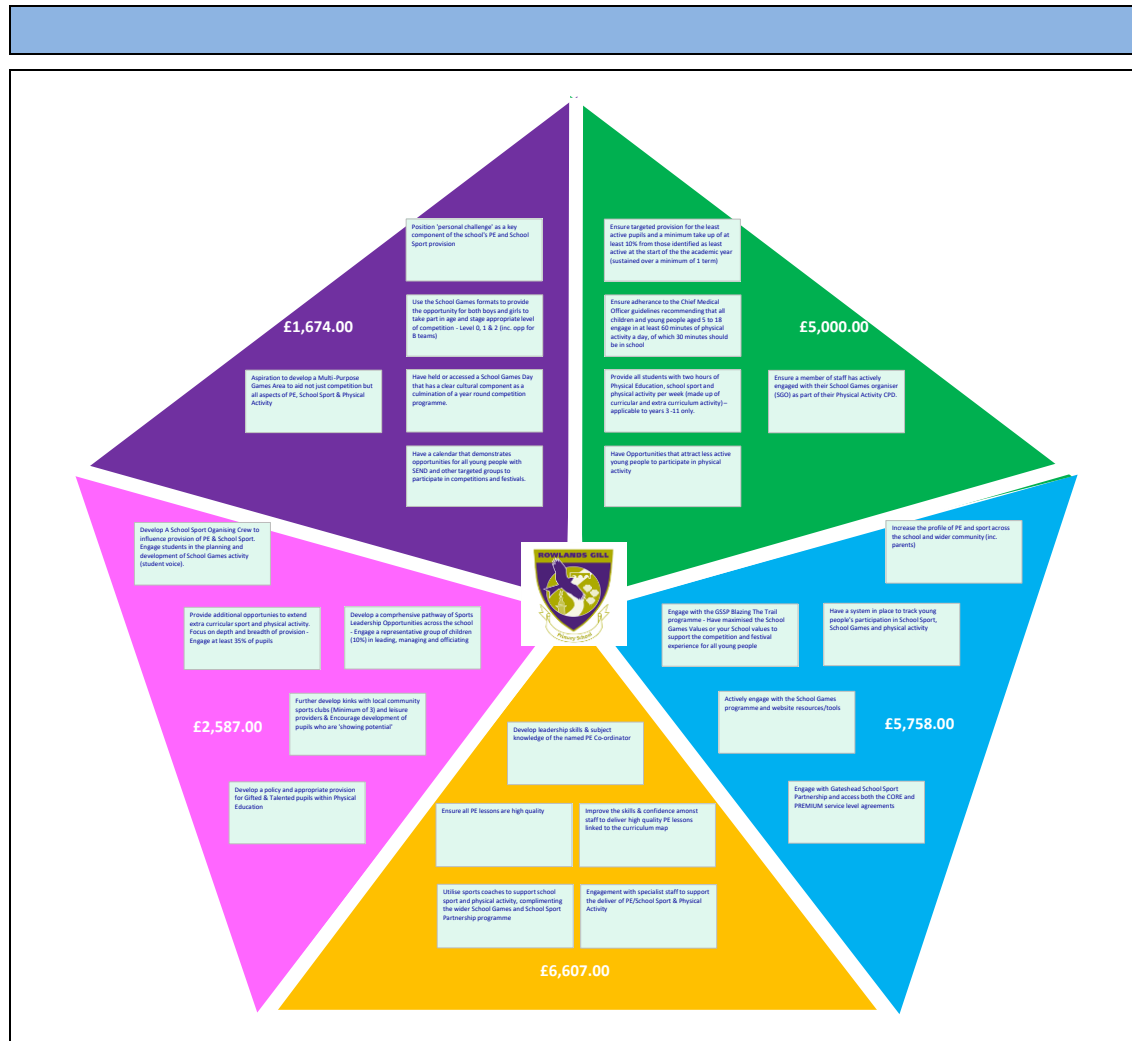 Position 'personal challenge' as a key
component of the school's PE and School
Sport provision
Use the School Games formats to provide
the opportunity for both boys and girls to
take part in age and stage appropriate level
of competition - Level 0, 1 & 2 (inc. opp for
B teams)
£1,674.00
Aspiration to develop a Multi-Purpose
Games Area to aid not just competition but
all aspects of PE, School Sport & Physical
Activity
Have held or accessed a School Games Day
that has a clear cultural component as a
culmination of a year round competition
programme.
Have a calendar that demonstrates
opportunities for all young people with
SEND and other targeted groups to
participate in competitions and festivals.
Ensure targeted provision for the least
active pupils and a minimum take up of at
least 10% from those identified as least
active at the start of the the academic year
(sustained over a minimum of 1 term)
Ensure adherance to the Chief Medical
Officer guidelines recommending that all
children and young people aged 5 to 18
engage in at least 60 minutes of physical
activity a day, of which 30 minutes should
be in school
£5,000.00
Provide all students with two hours of
Physical Education, school sport and
physical activity per week (made up of
curricular and extra curriculum activity) –
applicable to years 3 -11 only.
Ensure a member of staff has actively
engaged with their School Games organiser
(SGO) as part of their Physical Activity CPD.
Have Opportunities that attract less active
young people to participate in physical
activity
Develop A School Sport Oganising Crew to
influence provision of PE & School Sport.
Engage students in the planning and
development of School Games activity
(student voice).
Provide additional opportunies to extend
extra curricular sport and physical activity.
Focus on depth and breadth of provision -
Engage at least 35% of pupils
Develop a comprhensive pathway of Sports
Leadership Opportunities across the school
- Engage a representative group of children
(10%) in leading, managing and officiating
£2,587.00
Further develop kinks with local community
sports clubs (Minimum of 3) and leisure
providers & Encourage development of
pupils who are 'showing potential'
Develop a policy and appropriate provision
for Gifted & Talented pupils within Physical
Education
ROWLANDS GILL
Primary School
Increase the profile of PE and sport across
the school and wider community (inc.
parents)
Engage with the GSSP Blazing The Trail
programme - Have maximised the School
Games Values or your School values to
support the competition and festival
experience for all young people
Have a system in place to track young
people's participation in School Sport,
School Games and physical activity
Actively engage with the School Games
programme and website resources/tools
£5,758.00
Engage with Gateshead School Sport
Partnership and access both the CORE and
PREMIUM service level agreements
Develop leadership skills & subject
knowledge of the named PE Co-ordinator
Ensure all PE lessons are high quality
Improve the skills & confidence amonst
staff to deliver high quality PE lessons
linked to the curriculum map
Utilise sports coaches to support school
sport and physical activity, complimenting
the wider School Games and School Sport
Partnership programme
Engagement with specialist staff to support
the deliver of PE/School Sport & Physical
Activity
£6,607.00